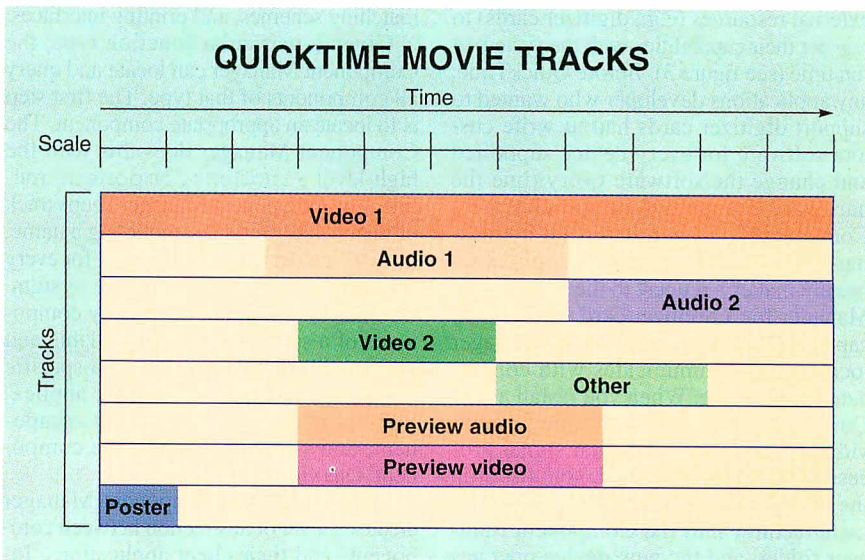 QUICKTIME MOVIE TRACKS
Time
Scale
Tracks
Video 1
Audio 1
Audio 2
Video 2
Other
Preview audio
Preview video
Poster